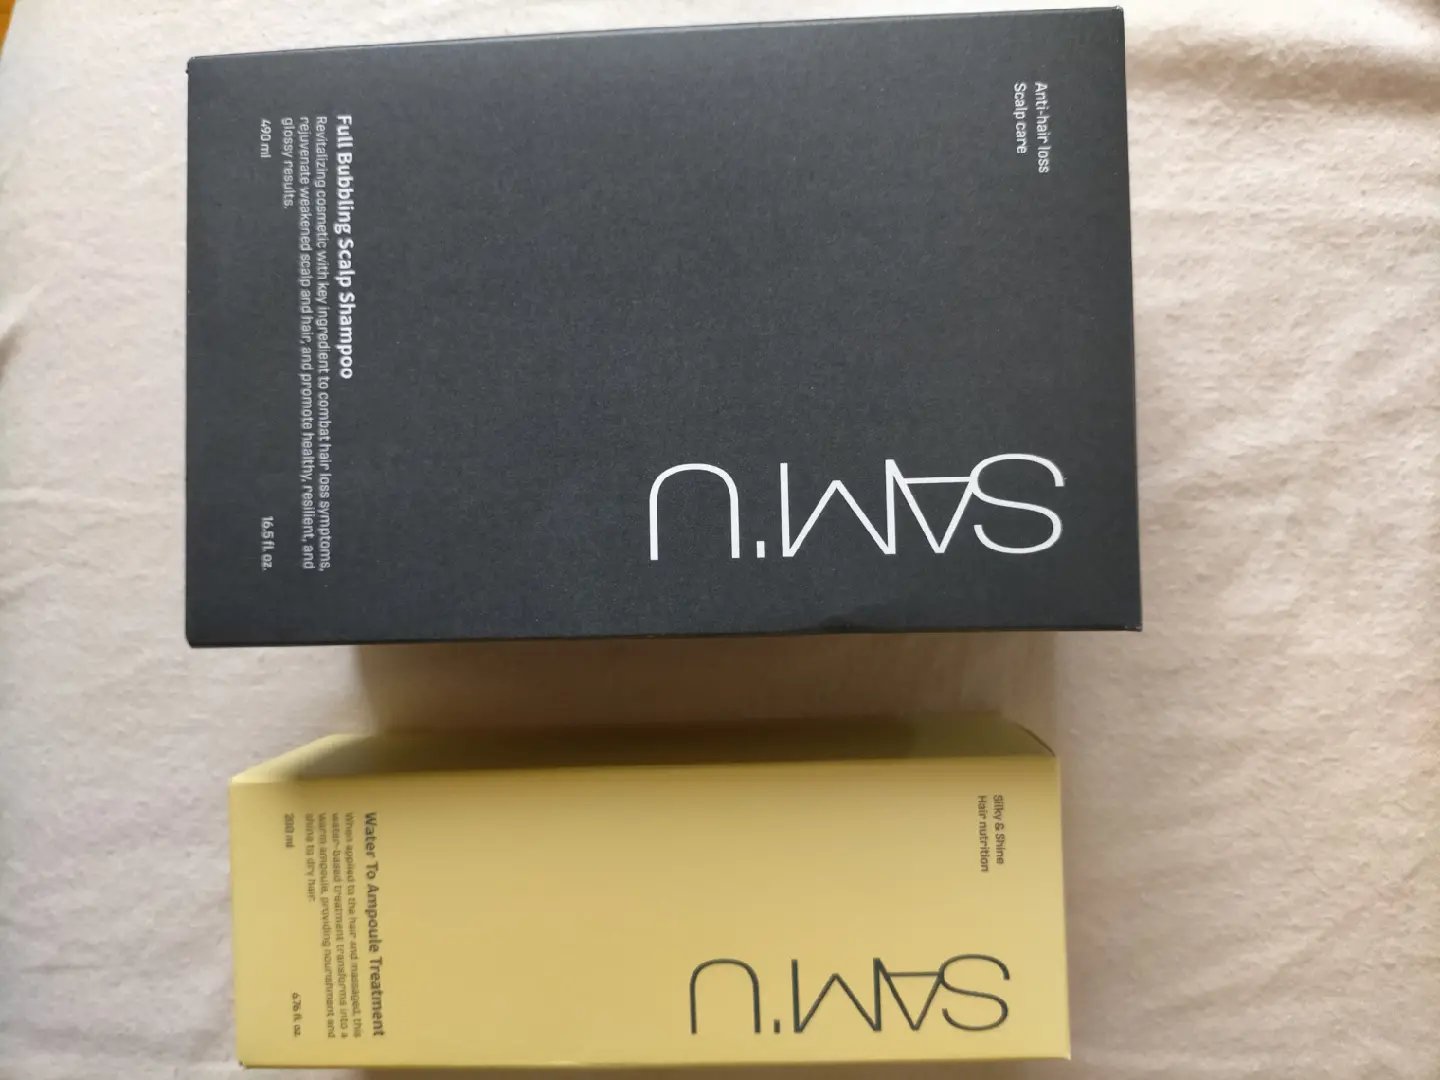 Anti-hair loss
Scalp care
SAM'U
Full Bubbling Scalp Shampoo
Revitalizing cosmetic with key ingredient to combat hair loss symptoms,
rejuvenate weakened scalp and hair, and promote healthy, resilient, and
glossy results.
490 ml
16.5 fl. oz.
Silky & Shine
Hair nutrition
SAM'U
Water To Ampoule Treatment
When applied to the hair and massaged, this
water-based treatment transforms into a
warm ampoule, providing nourishment and
shine to dry hair.
200 ml
6.76 fl. oz.